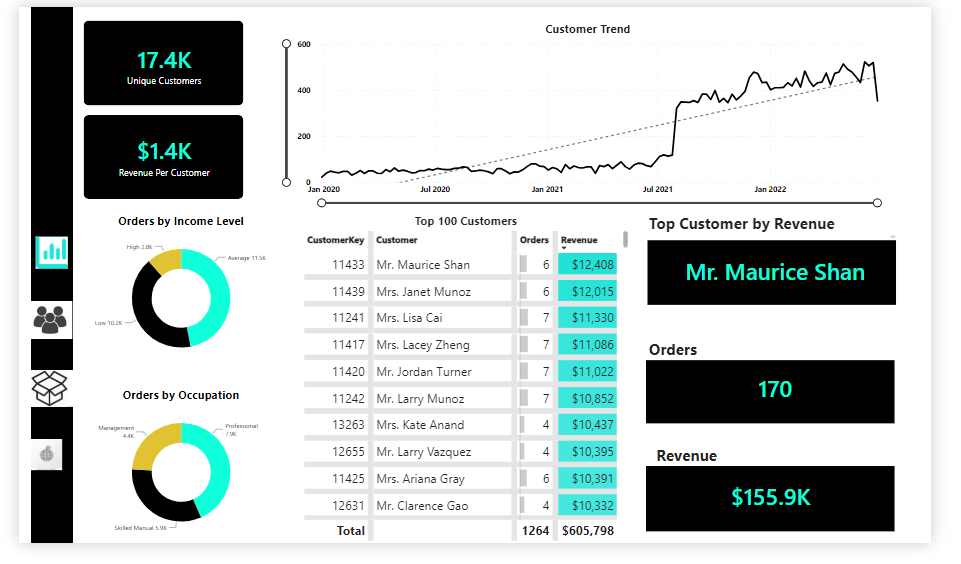 17.4K
Unique Customers
$1.4K
Revenue Per Customer
Customer Trend
600
400
200
0
Jan 2020 Jul 2020 Jan 2021 Jul 2021 Jan 2022
Orders by Income Level
High 2.8K
Average 11.5K
Low 10.2K
Orders by Occupation
Management
4.4K
Professional
7.9K
Skilled Manual 5.9K
Top 100 Customers
CustomerKey Customer Orders Revenue
11433 Mr. Maurice Shan 6 $12,408
11439 Mrs. Janet Munoz 6 $12,015
11241 Mrs. Lisa Cai 7 $11,330
11417 Mrs. Lacey Zheng 7 $11,086
11420 Mr. Jordan Turner 7 $11,022
11242 Mr. Larry Munoz 7 $10,852
13263 Mrs. Kate Anand 4 $10,437
12655 Mr. Larry Vazquez 4 $10,395
11425 Mrs. Ariana Gray 6 $10,391
12631 Mr. Clarence Gao 4 $10,332
Total 1264 $605,798
Top Customer by Revenue
Mr. Maurice Shan
Orders
170
Revenue
$155.9K